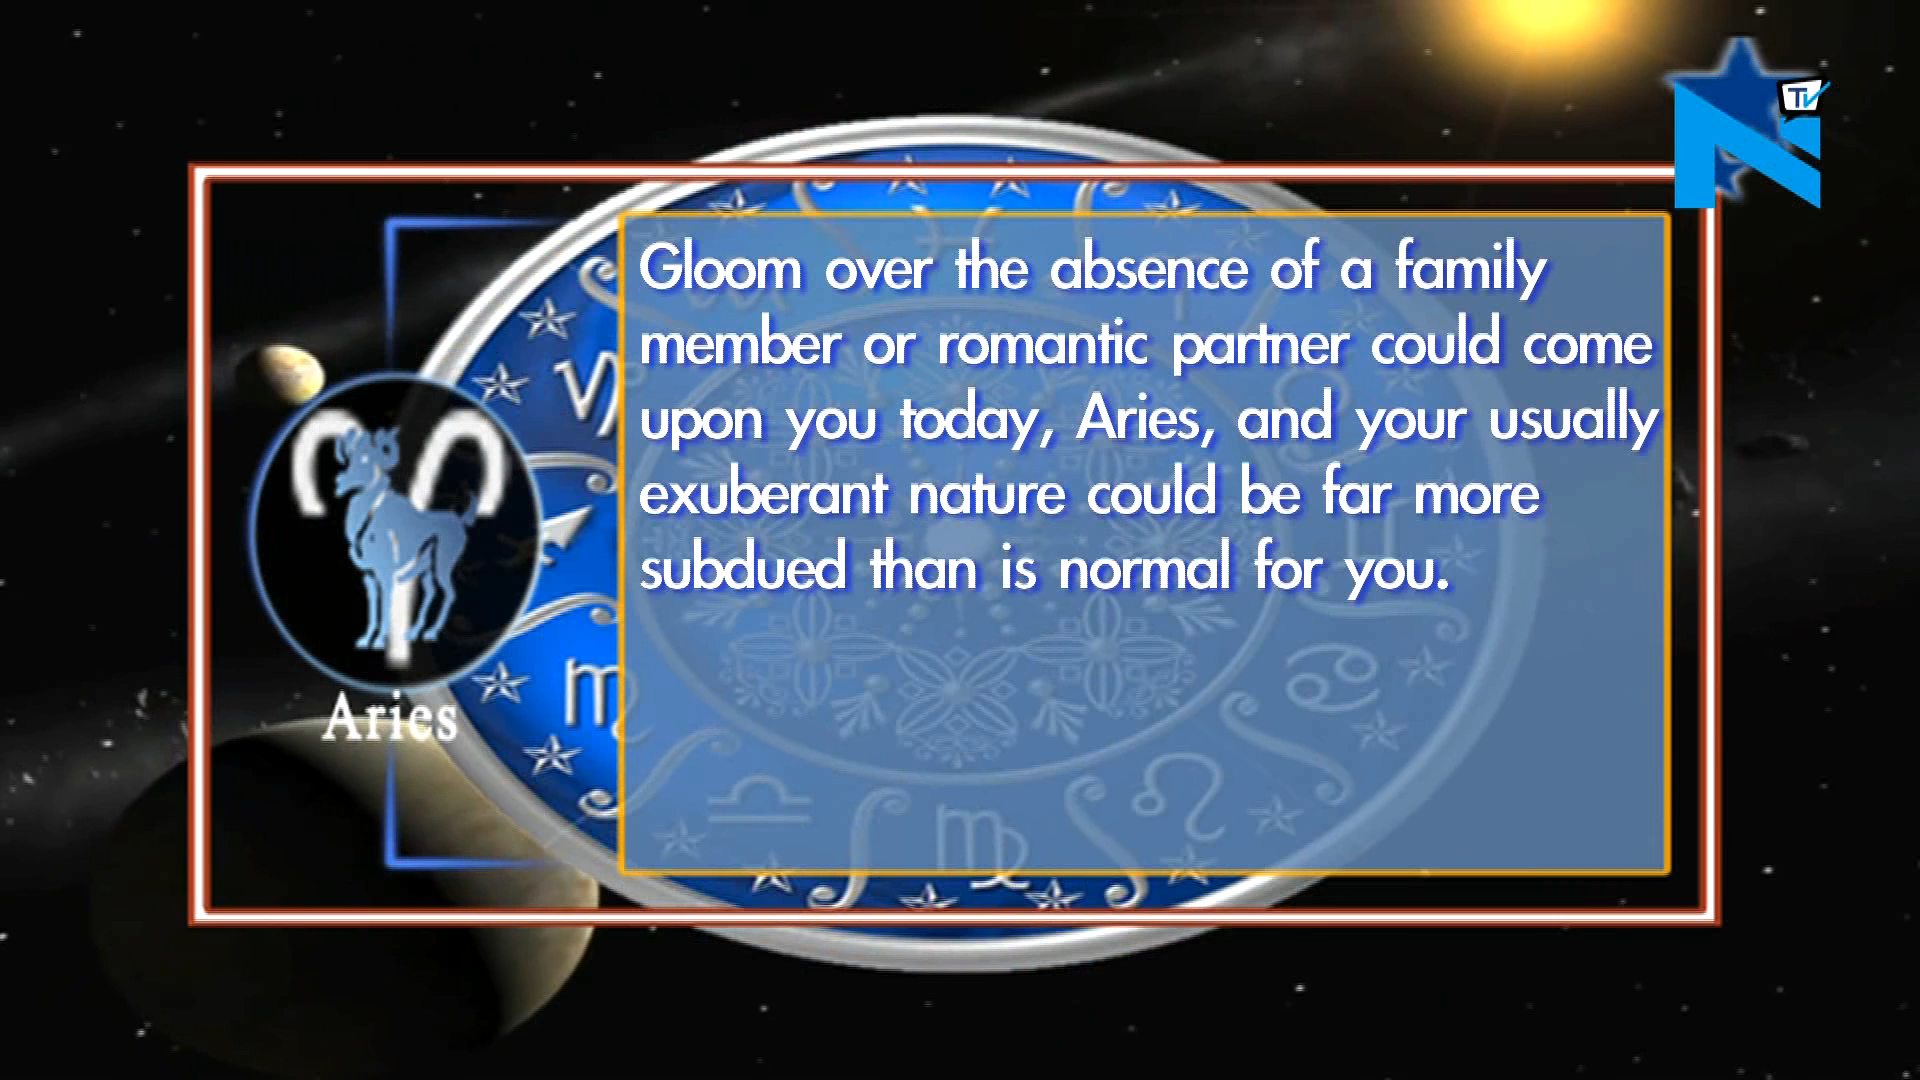 TV
Gloom over the absence of a family
member or romantic partner could come
upon you today, Aries, and your usually
exuberant nature could be far more
subdued than is normal for you.
Aries